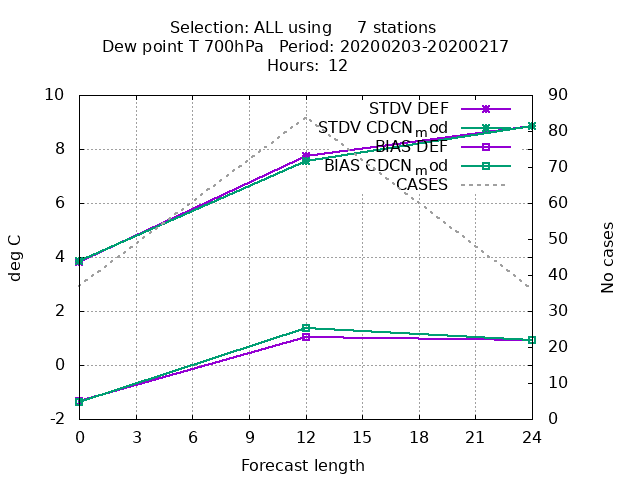 Selection: ALL using     7 stations
Dew point T 700hPa   Period: 20200203-20200217
Hours:  12
10
8
6
4
2
0
-2
deg C
90
80
70
60
50
40
30
20
10
0
No cases
STDV DEF
STDV CDCNmod
BIAS DEF
BIAS CDCNmod
CASES
0 3 6 9 12 15 18 21 24
Forecast length